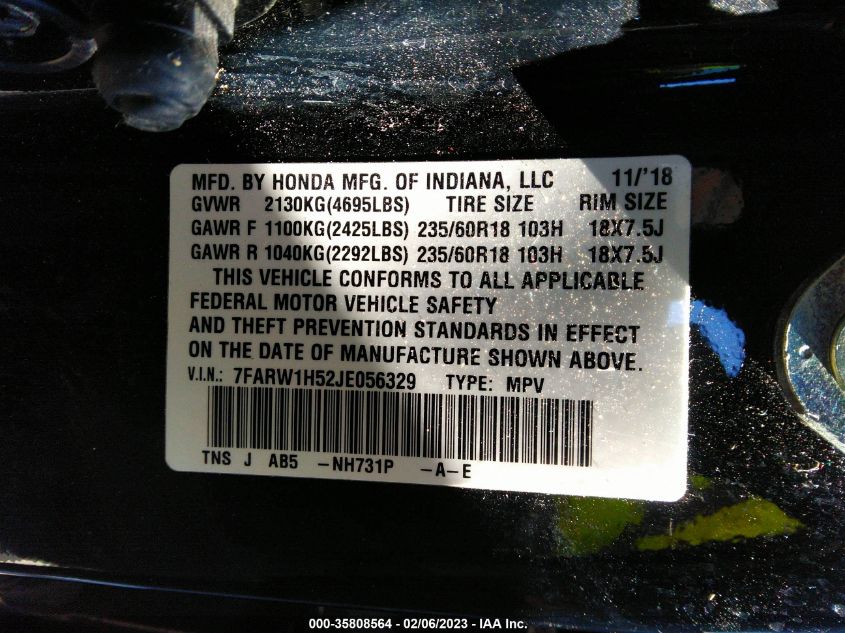 MFD. BY HONDA MFG. OF INDIANA, LLC 11/'18
GVWR 2130KG(4695LBS) TIRE SIZE RIM SIZE
GAWR F 1100KG(2425LBS) 235/60R18 103H 18X7.5J
GAWR R 1040KG(2292LBS) 235/60R18 103H 18X7.5J
THIS VEHICLE CONFORMS TO ALL APPLICABLE
FEDERAL MOTOR VEHICLE SAFETY
AND THEFT PREVENTION STANDARDS IN EFFECT
ON THE DATE OF MANUFACTURE SHOWN ABOVE.
V.I.N.: 7FARW1H52JE056329 TYPE: MPV
TNS J AB5 -NH731P -A-E
000-35808564 - 02/06/2023 - IAA Inc.